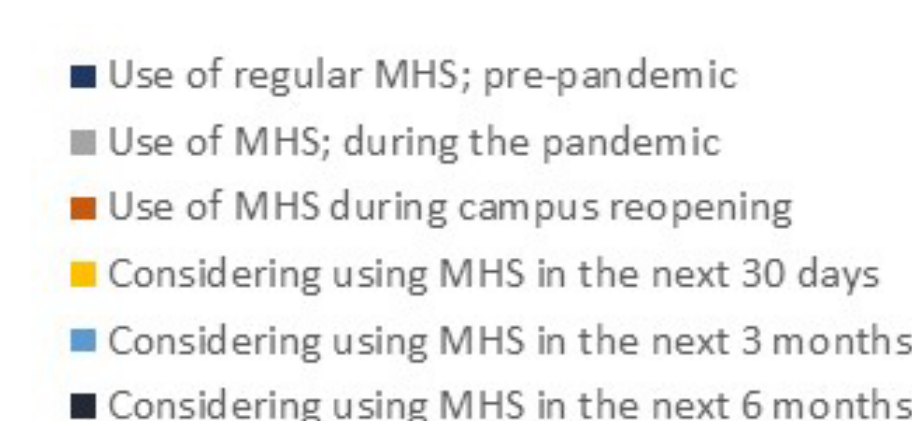 Use of regular MHS; pre-pandemic
Use of MHS; during the pandemic
Use of MHS during campus reopening
Considering using MHS in the next 30 days
Considering using MHS in the next 3 months
Considering using MHS in the next 6 months